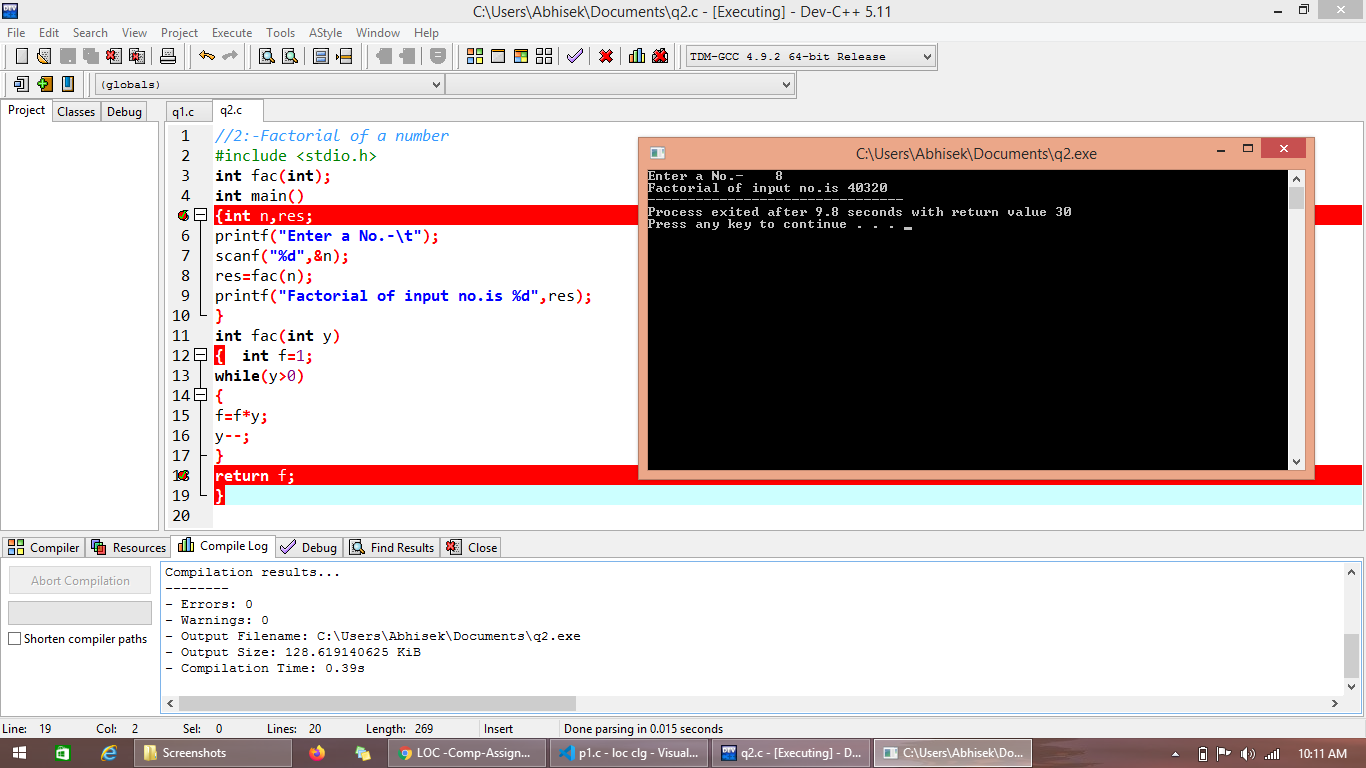 C:\Users\Abhisek\Documents\q2.c - [Executing] - Dev-C++ 5.11
File Edit Search View Project Execute Tools AStyle Window Help
TDM-GCC 4.9.2 64-bit Release
(globals)
Project Classes Debug
q1.c q2.c
1 //2:-Factorial of a number
2 #include <stdio.h>
3 int fac(int);
4 int main()
{int n,res;
6 printf("Enter a No.-\t");
7 scanf("%d",&n);
8 res=fac(n);
9 printf("Factorial of input no.is %d",res);
10 }
11 int fac(int y)
12 { int f=1;
13 while(y>0)
14 {
15 f=f*y;
16 y--;
17 }
18 return f;
19 }
20
C:\Users\Abhisek\Documents\q2.exe
Enter a No.- 8
Factorial of input no.is 40320
--------------------------------
Process exited after 9.8 seconds with return value 30
Press any key to continue . . . _
Compiler Resources Compile Log Debug Find Results Close
Abort Compilation
Shorten compiler paths
Compilation results...
--------
- Errors: 0
- Warnings: 0
- Output Filename: C:\Users\Abhisek\Documents\q2.exe
- Output Size: 128.619140625 KiB
- Compilation Time: 0.39s
Line: 19 Col: 2 Sel: 0 Lines: 20 Length: 269 Insert Done parsing in 0.015 seconds
Screenshots
LOC -Comp-Assign...
p1.c - loc clg - Visual...
q2.c - [Executing] - D...
C:\Users\Abhisek\Do...
10:11 AM